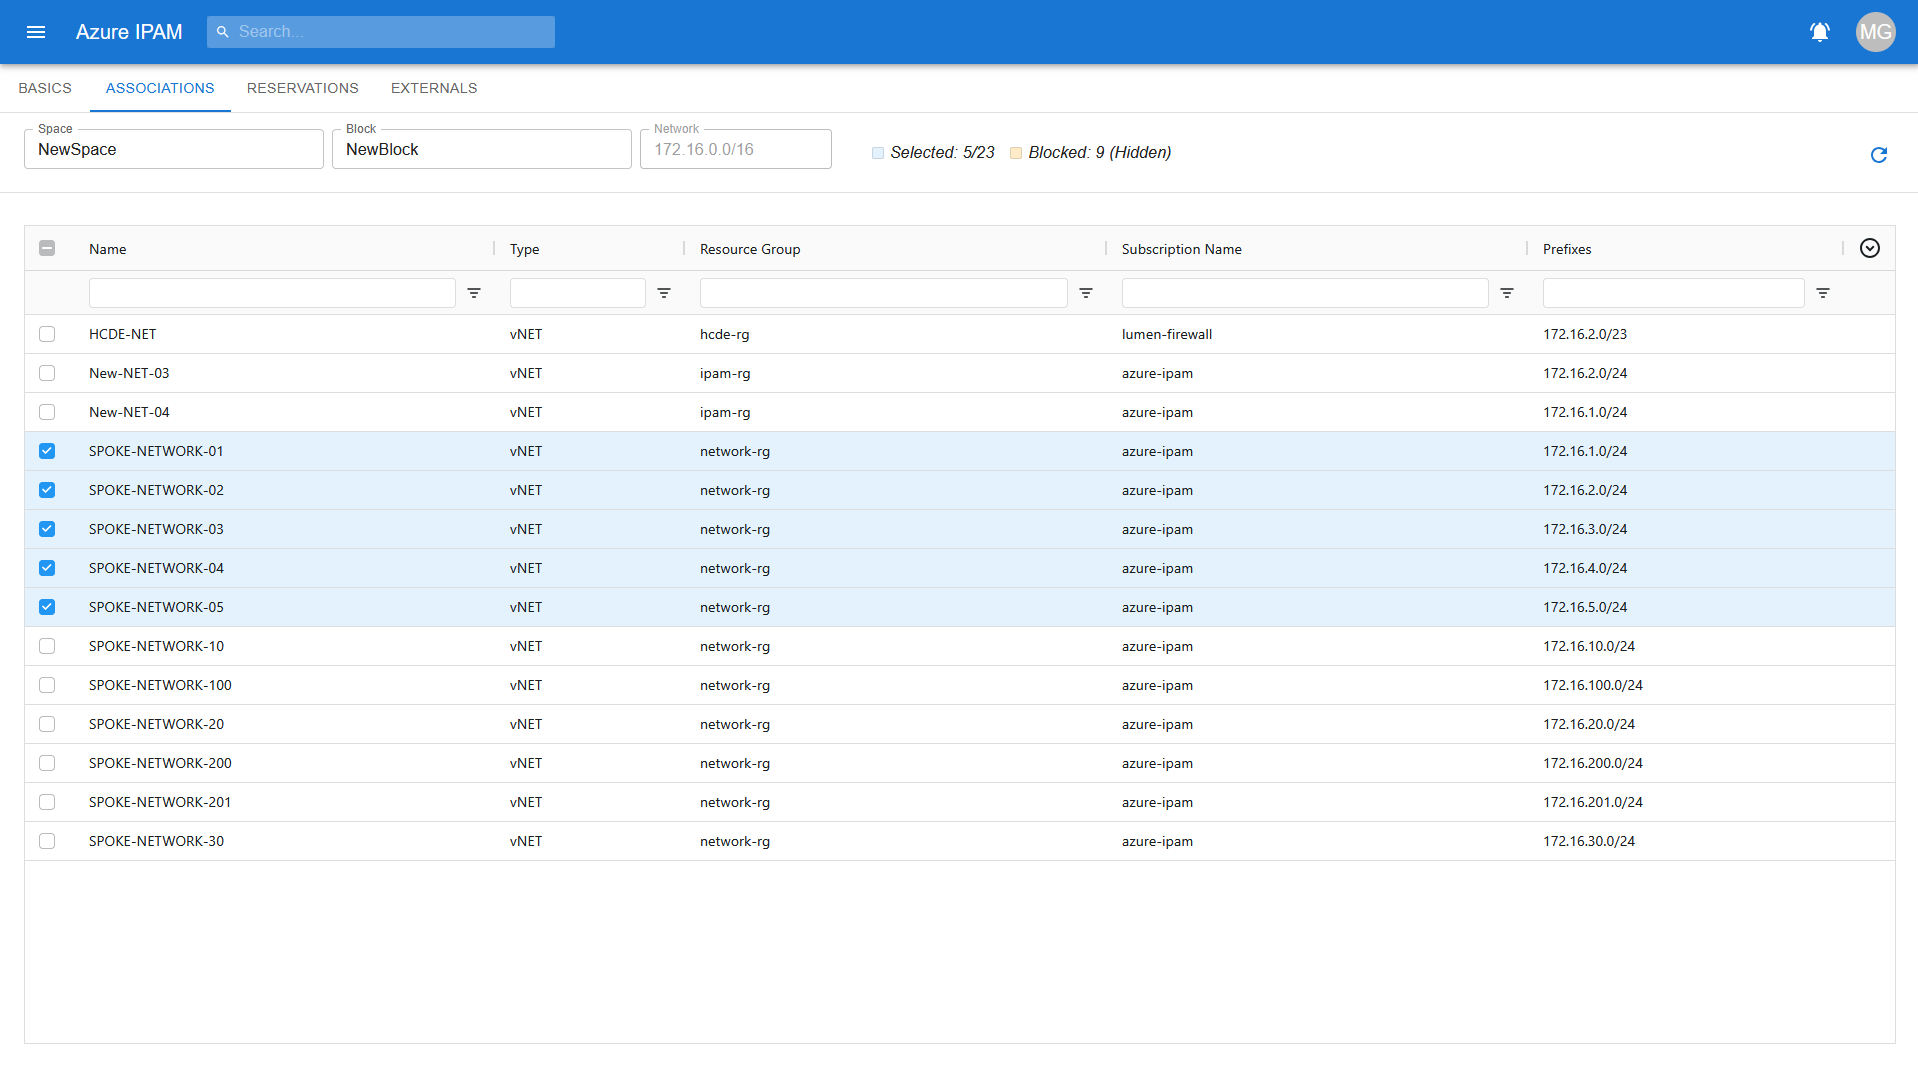 Azure IPAM
Search...
MG
BASICS ASSOCIATIONS RESERVATIONS EXTERNALS
Space Block Network
NewSpace NewBlock 172.16.0.0/16 Selected: 5/23 Blocked: 9 (Hidden)
Name Type Resource Group Subscription Name Prefixes
HCDE-NET vNET hcde-rg lumen-firewall 172.16.2.0/23
New-NET-03 vNET ipam-rg azure-ipam 172.16.2.0/24
New-NET-04 vNET ipam-rg azure-ipam 172.16.1.0/24
SPOKE-NETWORK-01 vNET network-rg azure-ipam 172.16.1.0/24
SPOKE-NETWORK-02 vNET network-rg azure-ipam 172.16.2.0/24
SPOKE-NETWORK-03 vNET network-rg azure-ipam 172.16.3.0/24
SPOKE-NETWORK-04 vNET network-rg azure-ipam 172.16.4.0/24
SPOKE-NETWORK-05 vNET network-rg azure-ipam 172.16.5.0/24
SPOKE-NETWORK-10 vNET network-rg azure-ipam 172.16.10.0/24
SPOKE-NETWORK-100 vNET network-rg azure-ipam 172.16.100.0/24
SPOKE-NETWORK-20 vNET network-rg azure-ipam 172.16.20.0/24
SPOKE-NETWORK-200 vNET network-rg azure-ipam 172.16.200.0/24
SPOKE-NETWORK-201 vNET network-rg azure-ipam 172.16.201.0/24
SPOKE-NETWORK-30 vNET network-rg azure-ipam 172.16.30.0/24